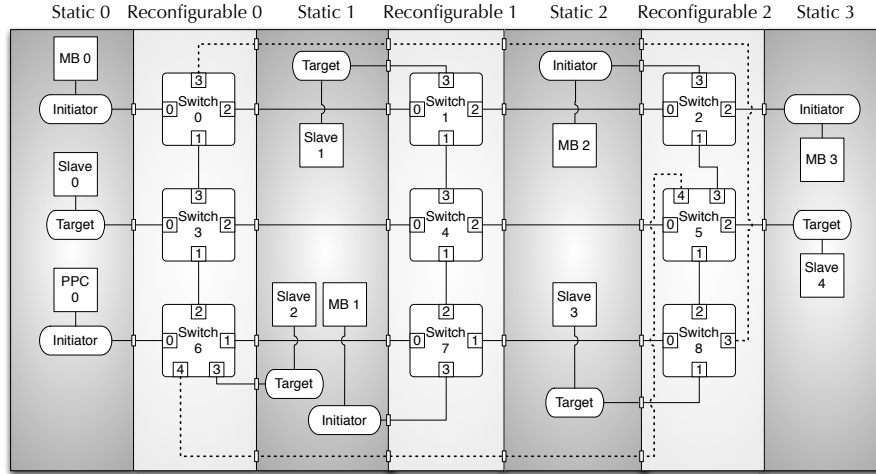 Static 0 Reconfigurable 0 Static 1 Reconfigurable 1 Static 2 Reconfigurable 2 Static 3
MB 0
Initiator
Slave
0
Target
PPC
0
Initiator
3
0 Switch 2
0
1
3
0 Switch 2
3
1
2
0 Switch 1
6
4 3
Target
Slave
1
Slave
2
MB 1
Target
Initiator
3
0 Switch 2
1
1
3
0 Switch 2
4
1
2
0 Switch 1
7
3
Initiator
MB 2
Slave
3
Target
3
0 Switch 2
2
1
4 3
0 Switch 2
5
1
2
0 Switch 3
8
1
Initiator
MB 3
Target
Slave
4